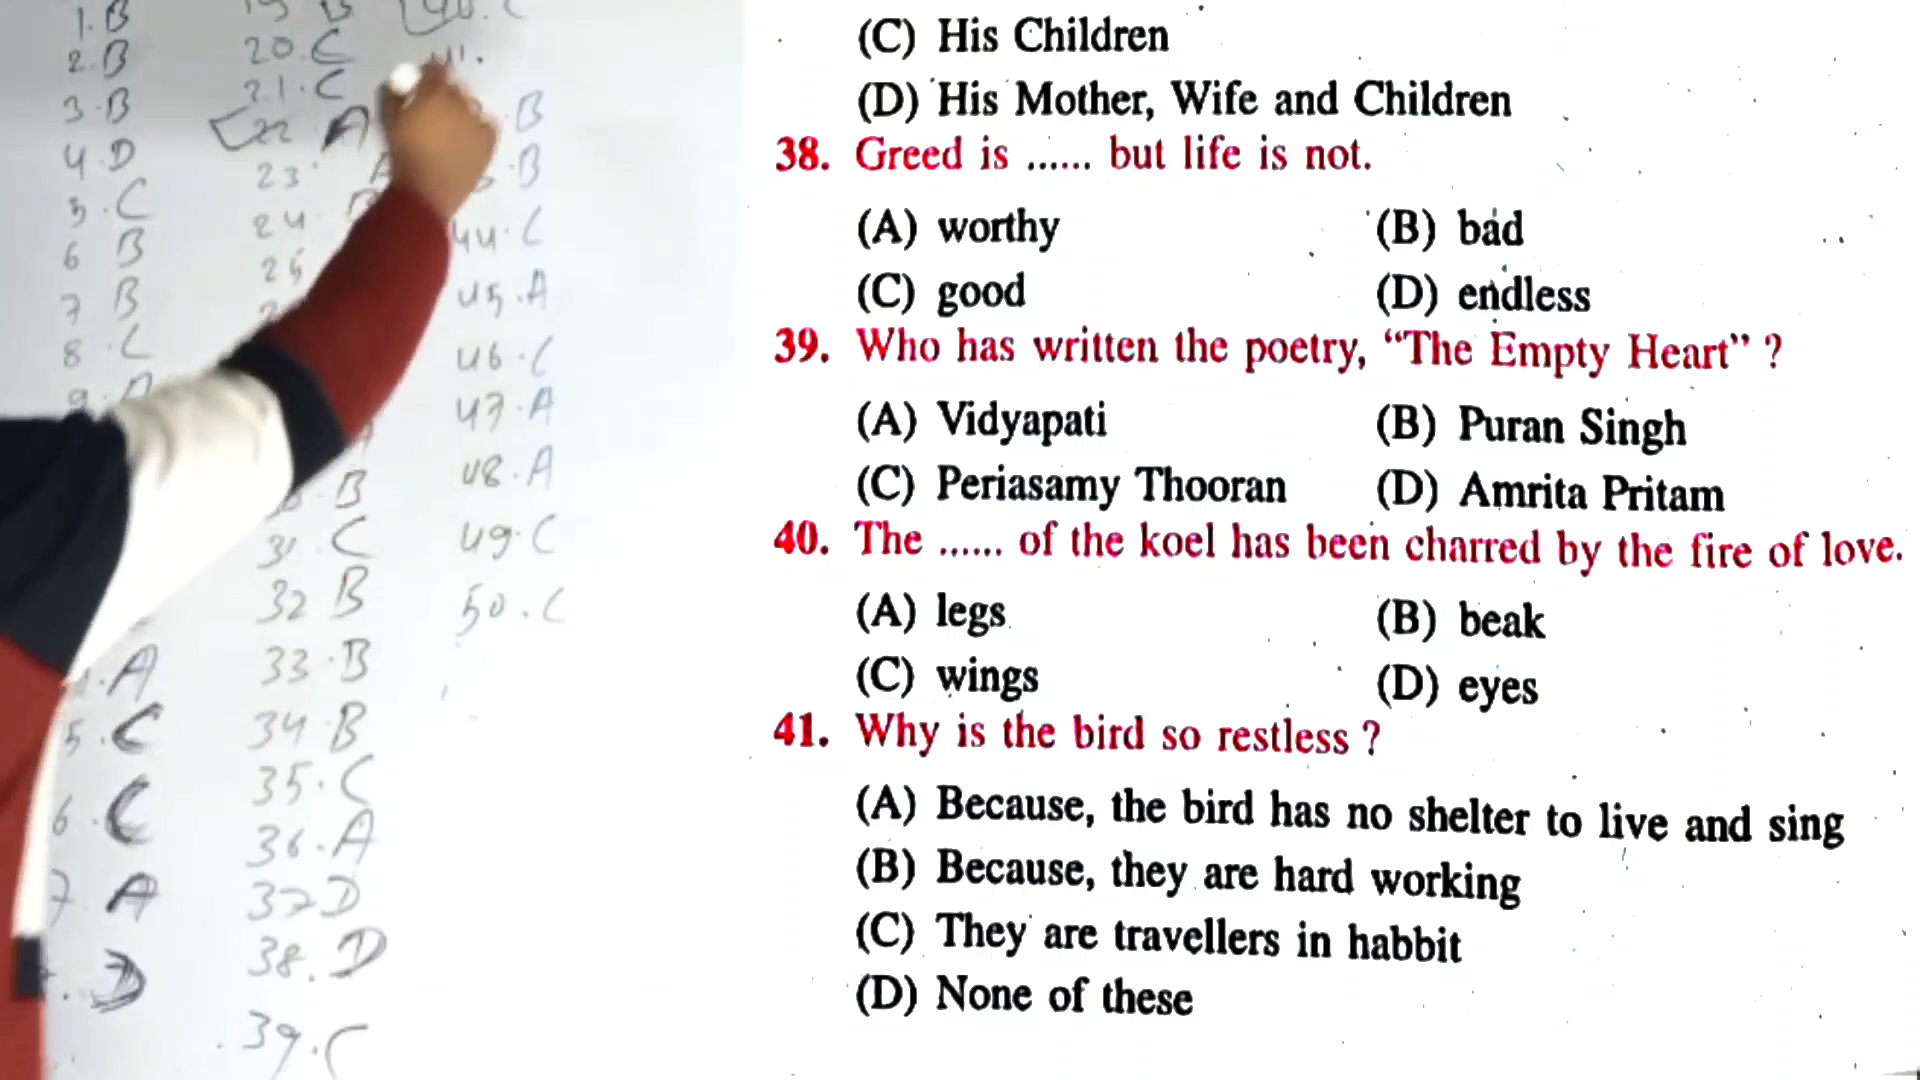 1.B
2.B
3.B
4 D
5.C
6 B
7 B
8.C
A
5.C
6.C
7.A
D
B
20.C
21.C
22 A
23 A
24
25
B
31 C
32 B
33.B
34 B
35.C
36.A
37 D
38.D
39.C
40.C
41.
B
B
44.C
45.A
46.C
47.A
48.A
49.C
50.C
(C) His Children
(D) His Mother, Wife and Children
38. Greed is ...... but life is not.
(A) worthy (B) bad
(C) good (D) endless
39. Who has written the poetry, “The Empty Heart” ?
(A) Vidyapati (B) Puran Singh
(C) Periasamy Thooran (D) Amrita Pritam
40. The ...... of the koel has been charred by the fire of love.
(A) legs (B) beak
(C) wings (D) eyes
41. Why is the bird so restless ?
(A) Because, the bird has no shelter to live and sing
(B) Because, they are hard working
(C) They are travellers in habbit
(D) None of these